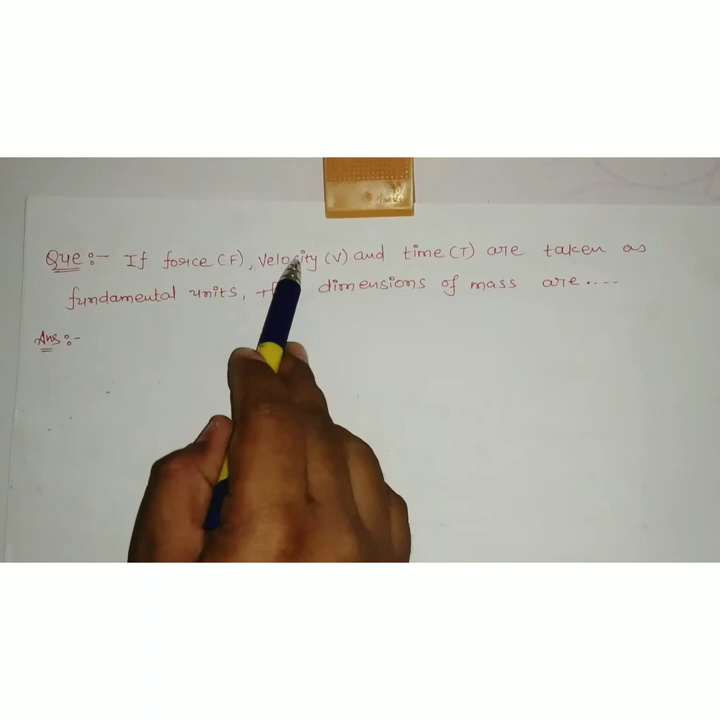 Que :- If force (F), Velocity (V) and time (T) are taken as
fundamental units, dimensions of mass are....
Ans :-